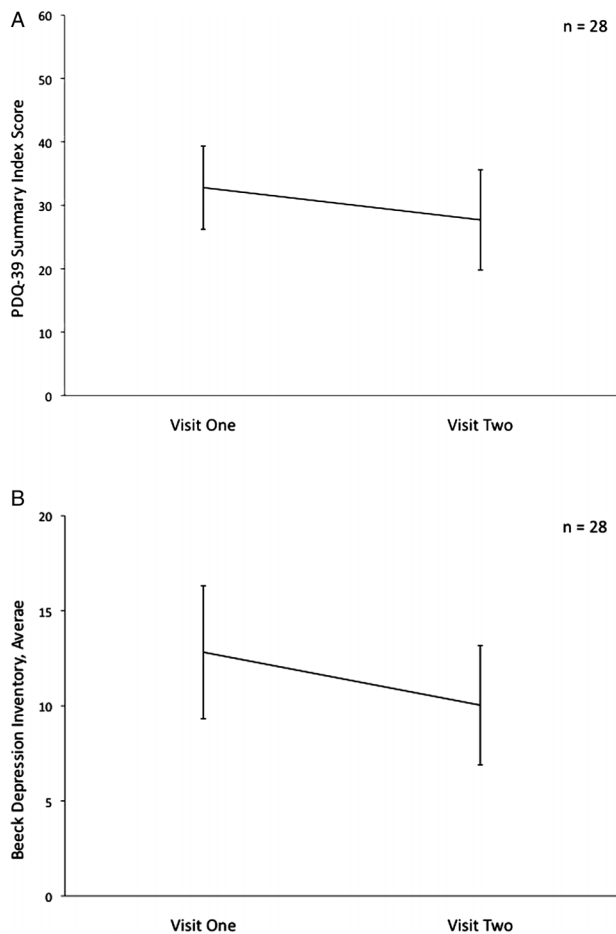 A
n = 28
PDQ-39 Summary Index Score
60
50
40
30
20
10
0
Visit One Visit Two
B
n = 28
Beeck Depression Inventory, Averae
20
15
10
5
0
Visit One Visit Two